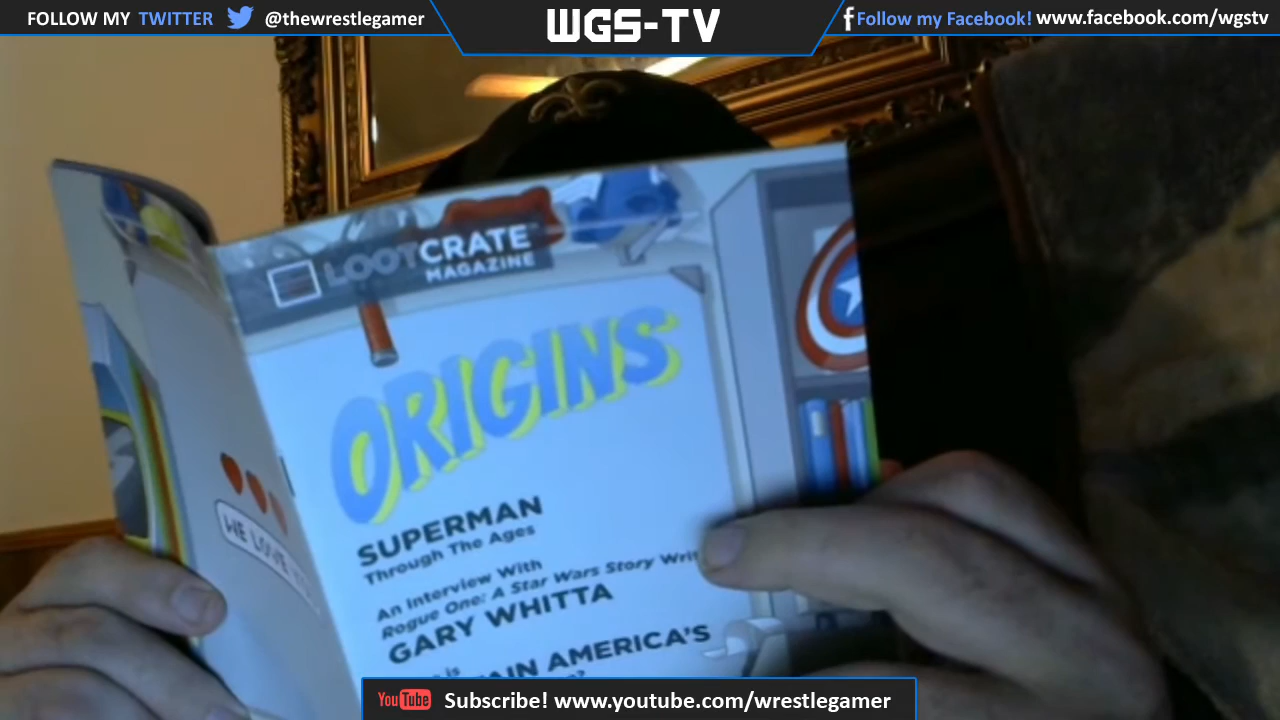 FOLLOW MY TWITTER @thewrestlegamer
WGS-TV
Follow my Facebook! www.facebook.com/wgstv
LOOTCRATE
MAGAZINE
ORIGINS
SUPERMAN
Through The Ages
An Interview With
Rogue One: A Star Wars Story
GARY WHITTA
is
AMERICA'S
WE LOVE
YouTube Subscribe! www.youtube.com/wrestlegamer